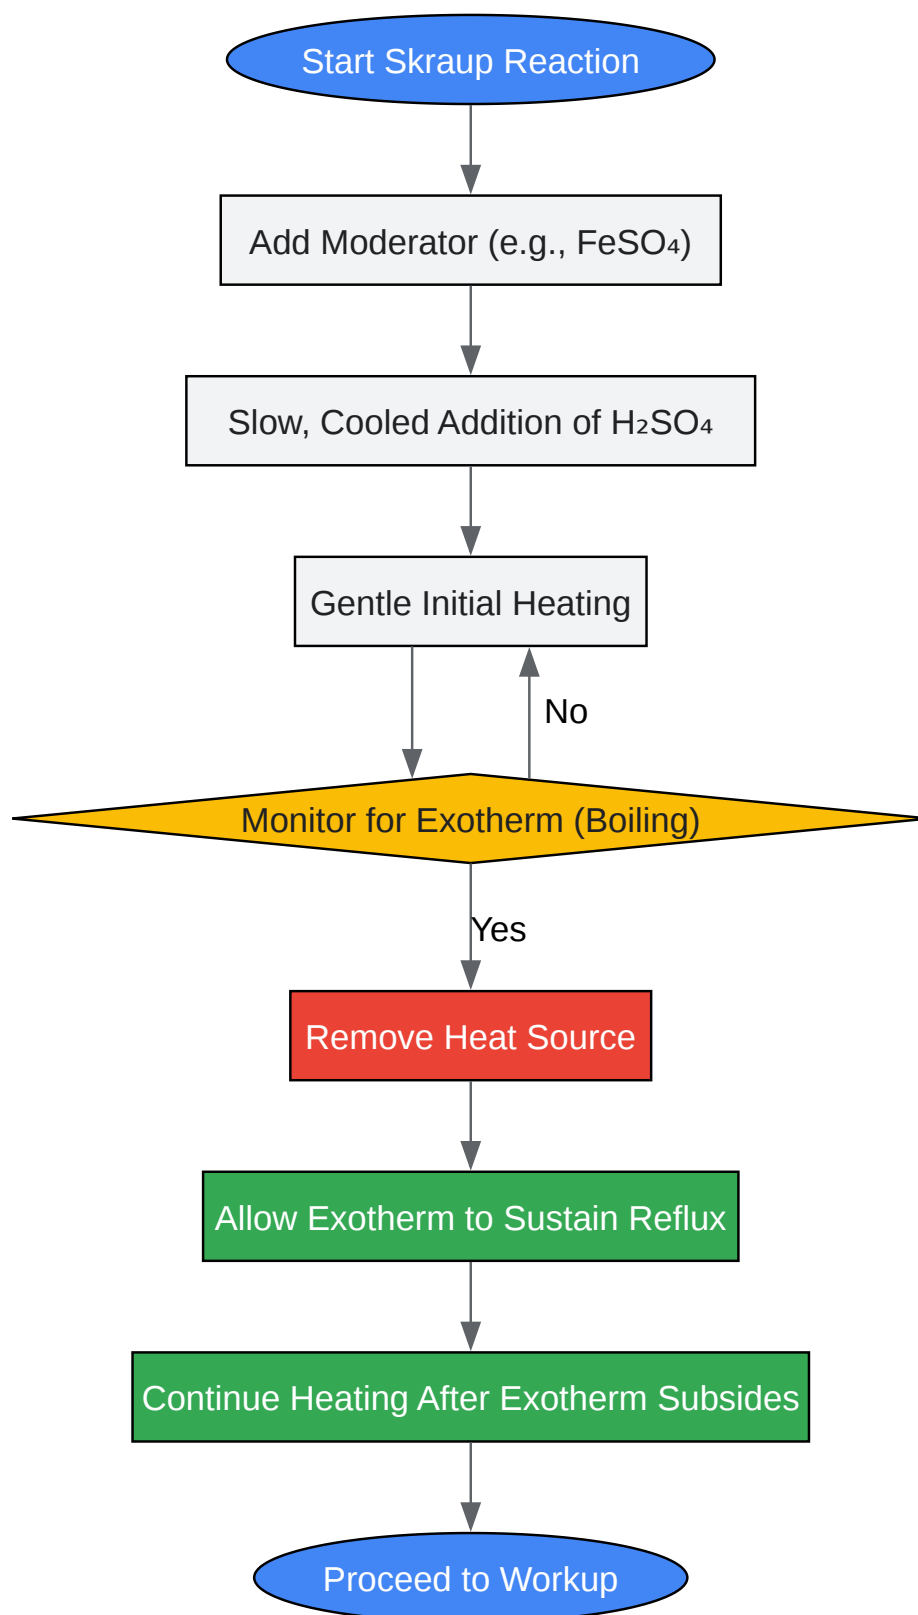 Start Skraup Reaction
Add Moderator (e.g., FeSO₄)
Slow, Cooled Addition of H₂SO₄
Gentle Initial Heating
No
Monitor for Exotherm (Boiling)
Yes
Remove Heat Source
Allow Exotherm to Sustain Reflux
Continue Heating After Exotherm Subsides
Proceed to Workup